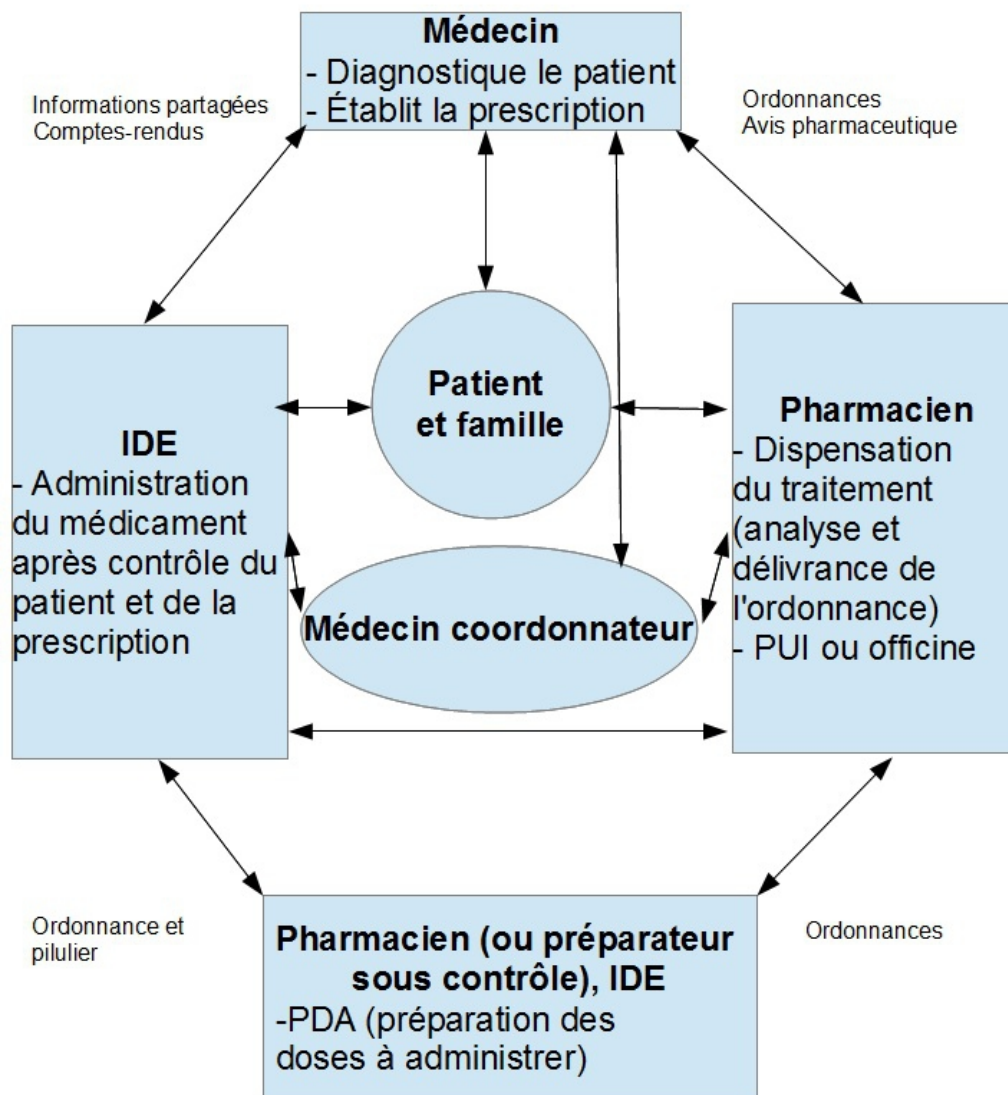 Médecin
- Diagnostique le patient
- Établit la prescription
Informations partagées
Comptes-rendus
Ordonnances
Avis pharmaceutique
Patient
et famille
IDE
- Administration
du médicament
après contrôle du
patient et de la
prescription
Pharmacien
- Dispensation
du traitement
(analyse et
délivrance de
l'ordonnance)
- PUI ou officine
Médecin coordonnateur
Ordonnance et
pilulier
Ordonnances
Pharmacien (ou préparateur
sous contrôle), IDE
-PDA (préparation des
doses à administrer)